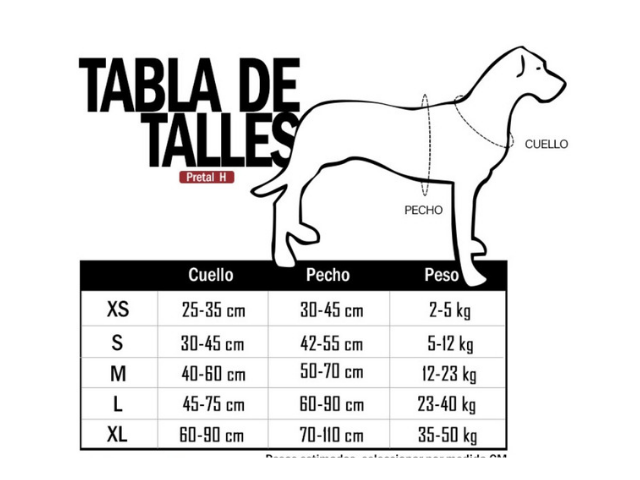 TABLA DE
TALLES
Pretal H
CUELLO
PECHO
Cuello Pecho Peso
XS 25-35 cm 30-45 cm 2-5 kg
S 30-45 cm 42-55 cm 5-12 kg
M 40-60 cm 50-70 cm 12-23 kg
L 45-75 cm 60-90 cm 23-40 kg
XL 60-90 cm 70-110 cm 35-50 kg